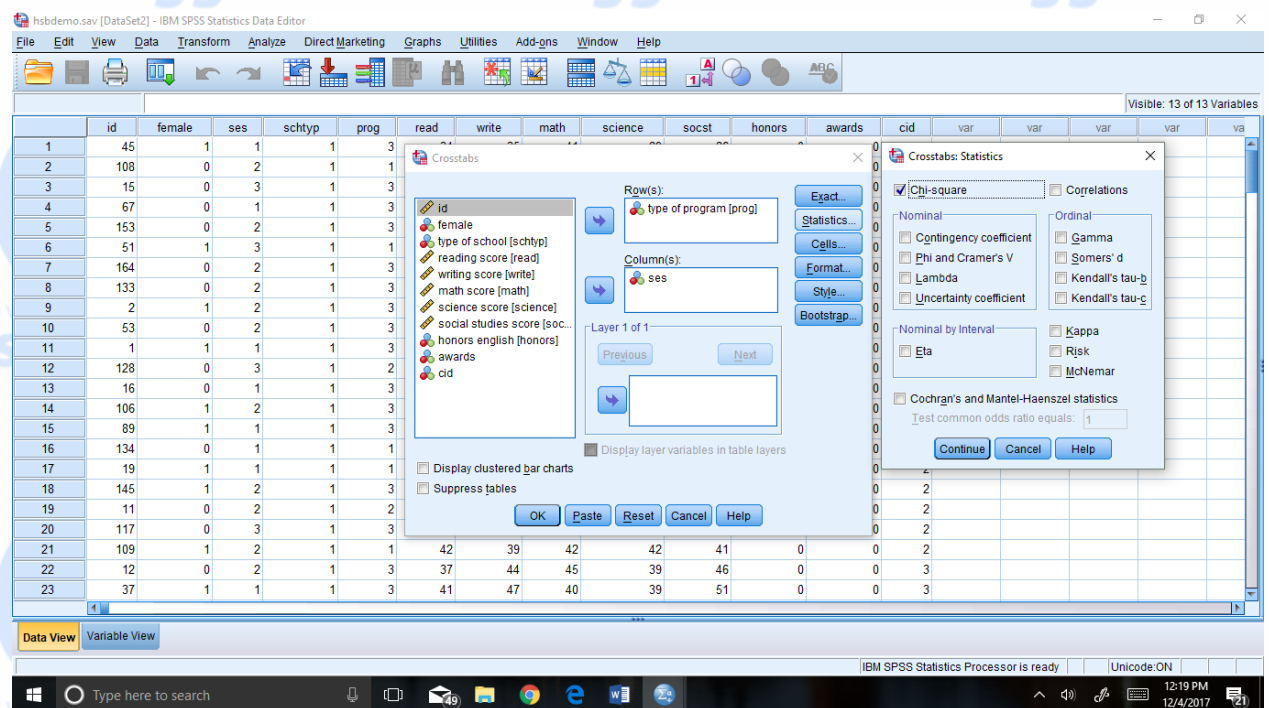 hsbdemo.sav [DataSet2] - IBM SPSS Statistics Data Editor
File Edit View Data Transform Analyze Direct Marketing Graphs Utilities Add-ons Window Help
Visible: 13 of 13 Variables
id female ses schtyp prog read write math science socst honors awards cid var var var var va
1 45 1 1 1 3
2 108 0 2 1 1
3 15 0 3 1 3
4 67 0 1 1 3
5 153 0 2 1 3
6 51 1 3 1 1
7 164 0 2 1 3
8 133 0 2 1 3
9 2 1 2 1 3
10 53 0 2 1 3
11 1 1 1 1 3
12 128 0 3 1 2
13 16 0 1 1 3
14 106 1 2 1 3
15 89 1 1 1 3
16 134 0 1 1 1
17 19 1 1 1 1
18 145 1 2 1 3 0 2
19 11 0 2 1 2 0 2
20 117 0 3 1 3 0 2
21 109 1 2 1 1 42 39 42 42 41 0 0 2
22 12 0 2 1 3 37 44 45 39 46 0 0 3
23 37 1 1 1 3 41 47 40 39 51 0 0 3
Crosstabs
id
female
type of school [schtyp]
reading score [read]
writing score [write]
math score [math]
science score [science]
social studies score [soc...
honors english [honors]
awards
cid
Row(s):
type of program [prog]
Column(s):
ses
Layer 1 of 1
Previous Next
Display layer variables in table layers
Exact...
Statistics...
Cells...
Format...
Style...
Bootstrap...
Display clustered bar charts
Suppress tables
OK Paste Reset Cancel Help
Crosstabs: Statistics
Chi-square Correlations
Nominal
Contingency coefficient
Phi and Cramer's V
Lambda
Uncertainty coefficient
Ordinal
Gamma
Somers' d
Kendall's tau-b
Kendall's tau-c
Nominal by Interval
Eta
Kappa
Risk
McNemar
Cochran's and Mantel-Haenszel statistics
Test common odds ratio equals: 1
Continue Cancel Help
Data View Variable View
IBM SPSS Statistics Processor is ready Unicode:ON
Type here to search
49
12:19 PM
12/4/2017
21